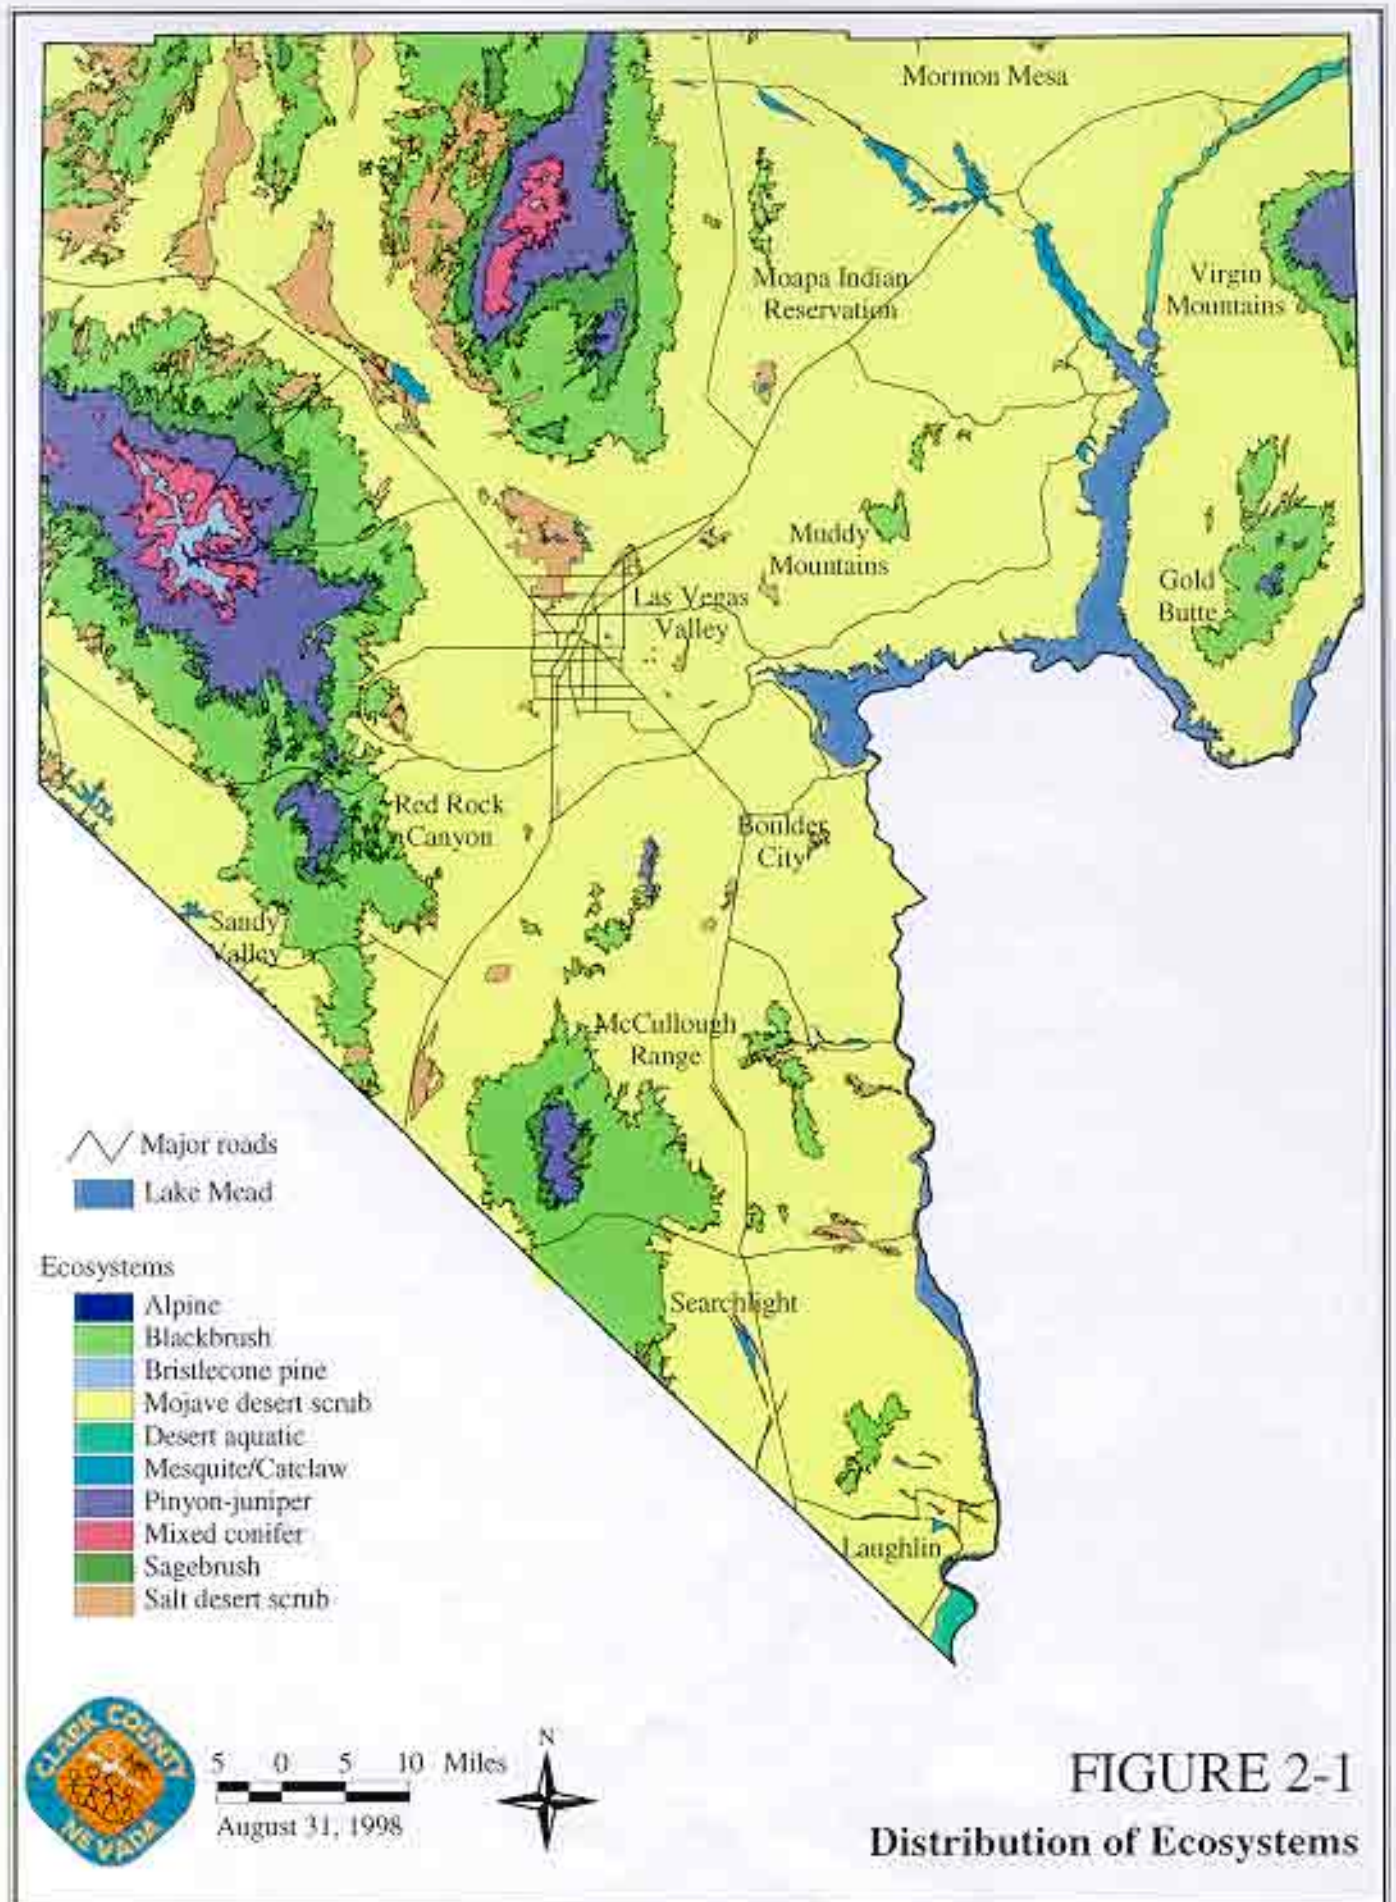 Mormon Mesa
Moapa Indian
Reservation
Virgin
Mountains
Muddy
Mountains
Las Vegas
Valley
Gold
Butte
Red Rock
Canyon
Boulder
City
Sandy
Valley
McCullough
Range
Major roads
Lake Mead
Ecosystems
Alpine
Blackbrush
Bristlecone pine
Mojave desert scrub
Desert aquatic
Mesquite/Catclaw
Pinyon-juniper
Mixed conifer
Sagebrush
Salt desert scrub
Searchlight
Laughlin
CLARK COUNTY
NEVADA
5 0 5 10 Miles
August 31, 1998
N
FIGURE 2-1
Distribution of Ecosystems